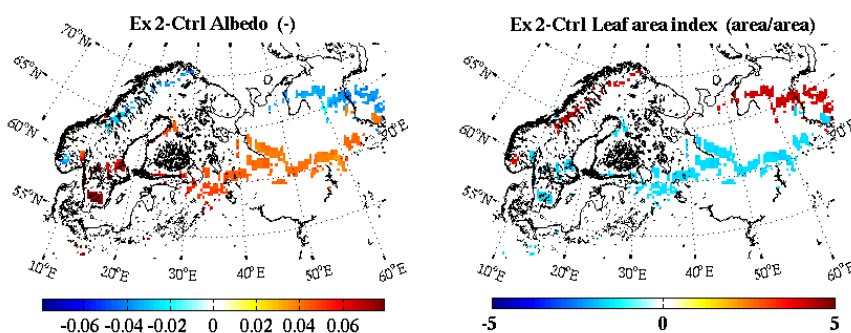 Ex 2-Ctrl Albedo (-)
70°N
65°N
60°N
55°N
10°E
20°E
30°E
40°E
50°E
60°E
70°E
-0.06 -0.04 -0.02 0 0.02 0.04 0.06
Ex 2-Ctrl Leaf area index (area/area)
70°N
65°N
60°N
55°N
10°E
20°E
30°E
40°E
50°E
60°E
70°E
-5 0 5